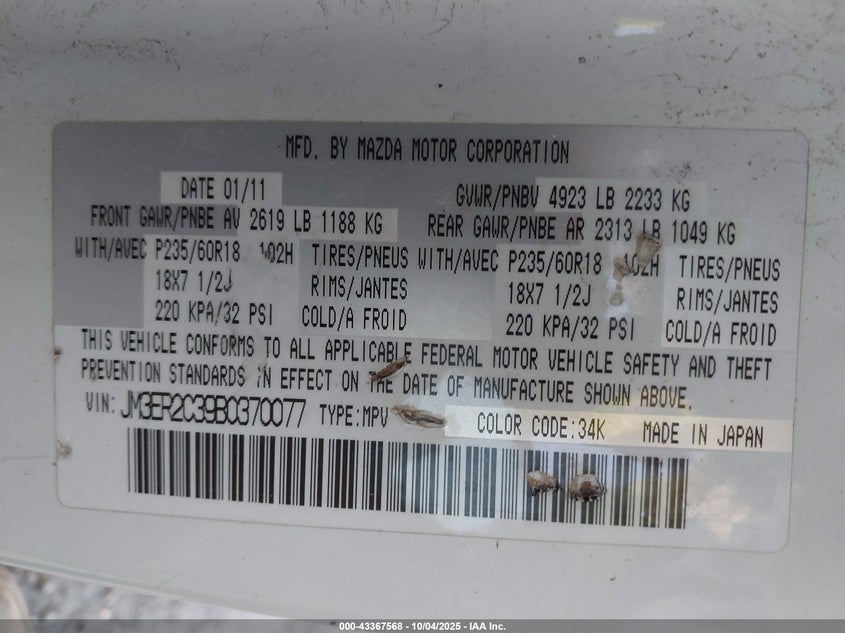 MFD. BY MAZDA MOTOR CORPORATION
DATE 01/11 GVWR/PNBV 4923 LB 2233 KG
FRONT GAWR/PNBE AV 2619 LB 1188 KG REAR GAWR/PNBE AR 2313 LB 1049 KG
WITH/AVEC P235/60R18 102H TIRES/PNEUS WITH/AVEC P235/60R18 102H TIRES/PNEUS
18X7 1/2J RIMS/JANTES 18X7 1/2J RIMS/JANTES
220 KPA/32 PSI COLD/A FROID 220 KPA/32 PSI COLD/A FROID
THIS VEHICLE CONFORMS TO ALL APPLICABLE FEDERAL MOTOR VEHICLE SAFETY AND THEFT
PREVENTION STANDARDS IN EFFECT ON THE DATE OF MANUFACTURE SHOWN ABOVE.
VIN: JM3ER2C39B0370077 TYPE:MPV COLOR CODE:34K MADE IN JAPAN
000-43367568 - 10/04/2025 - IAA Inc.